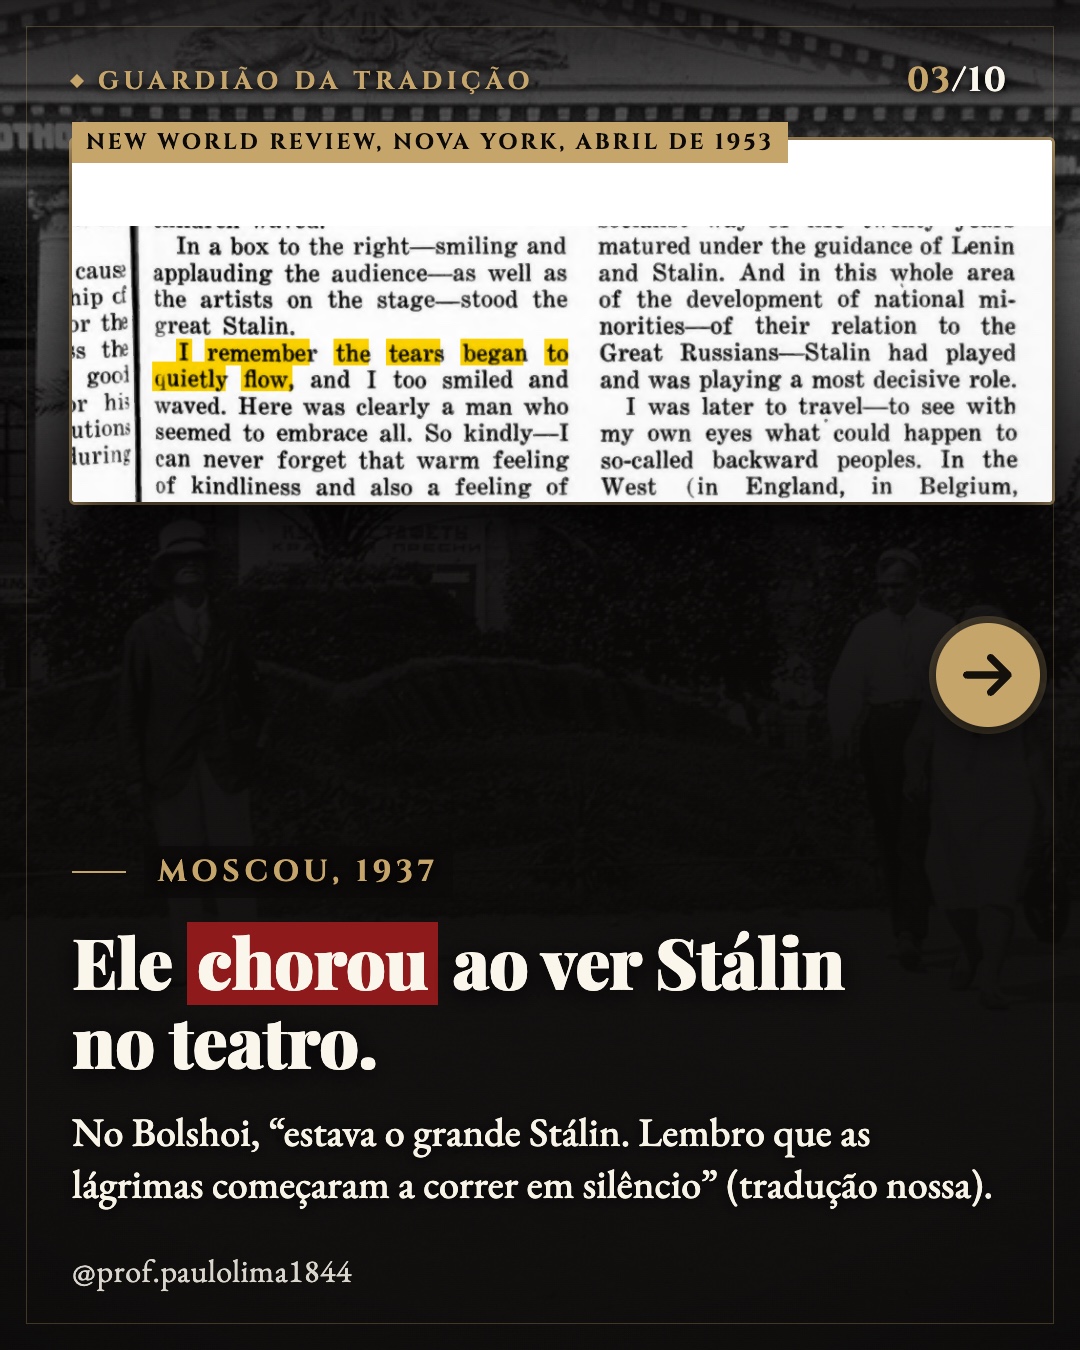 GUARDIÃO DA TRADIÇÃO
03/10
NEW WORLD REVIEW, NOVA YORK, ABRIL DE 1953
cause
the
the
good
his
In a box to the right—smiling and
applauding the audience—as well as
the artists on the stage—stood the
great Stalin.
I remember the tears began to
quietly flow, and I too smiled and
waved. Here was clearly a man who
seemed to embrace all. So kindly—I
can never forget that warm feeling
of kindliness and also a feeling of
matured under the guidance of Lenin
and Stalin. And in this whole area
of the development of national mi-
norities—of their relation to the
Great Russians—Stalin had played
and was playing a most decisive role.
I was later to travel—to see with
my own eyes what could happen to
so-called backward peoples. In the
West (in England, in Belgium,
MOSCOU, 1937
Ele chorou ao ver Stálin
no teatro.
No Bolshoi, “estava o grande Stálin. Lembro que as
lágrimas começaram a correr em silêncio” (tradução nossa).
@prof.paulolima1844